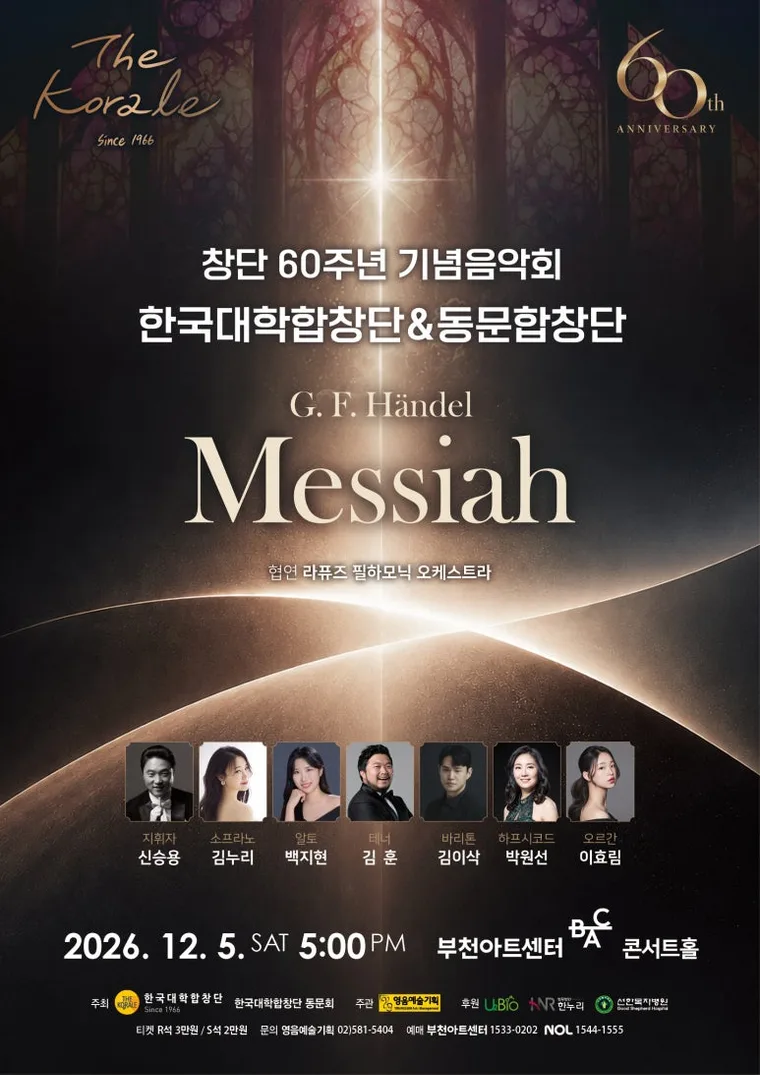 The
Korale
Since 1966
60th
ANNIVERSARY
창단 60주년 기념음악회
한국대학합창단&동문합창단
G. F. Händel
Messiah
협연 라퓨즈 필하모닉 오케스트라
지휘자 소프라노 알토 테너 바리톤 하프시코드 오르간
신승용 김누리 백지현 김 훈 김이삭 박원선 이효림
2026. 12. 5. SAT 5:00 PM 부천아트센터 BAC 콘서트홀
주최 THE KORALE 한국대학합창단 Since 1966 한국대학합창단 동문회 주관 영음예술기획 후원 UBIO HNR 한누리 선한목자병원 Good Shepherd Hospital
티켓 R석 3만원 / S석 2만원 문의 영음예술기획 02)581-5404 예매 부천아트센터 1533-0202 NOL 1544-1555